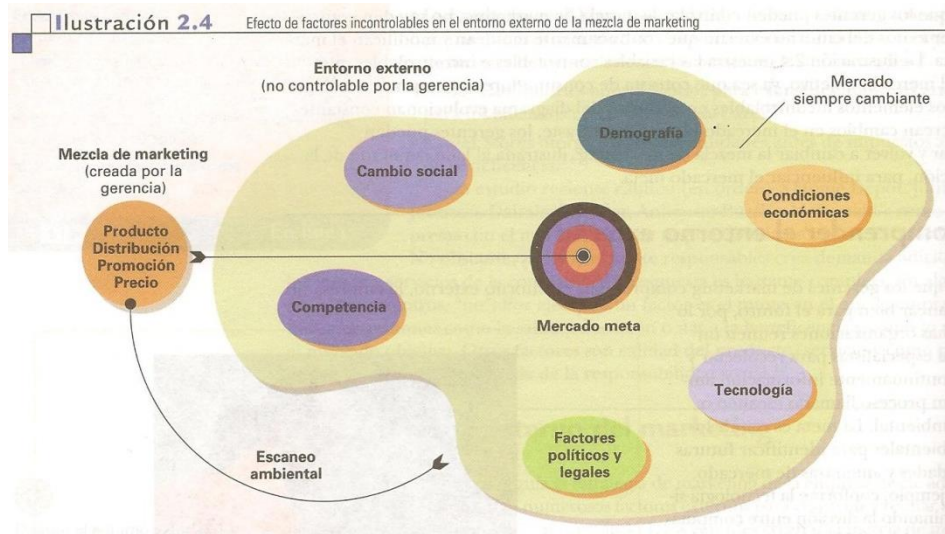 Ilustración 2.4
Efecto de factores incontrolables en el entorno externo de la mezcla de marketing
Entorno externo
(no controlable por la gerencia)
Mercado
siempre cambiante
Demografía
Mezcla de marketing
(creada por la
gerencia)
Cambio social
Condiciones
económicas
Producto
Distribución
Promoción
Precio
Competencia
Mercado meta
Tecnología
Factores
políticos y
legales
Escaneo
ambiental